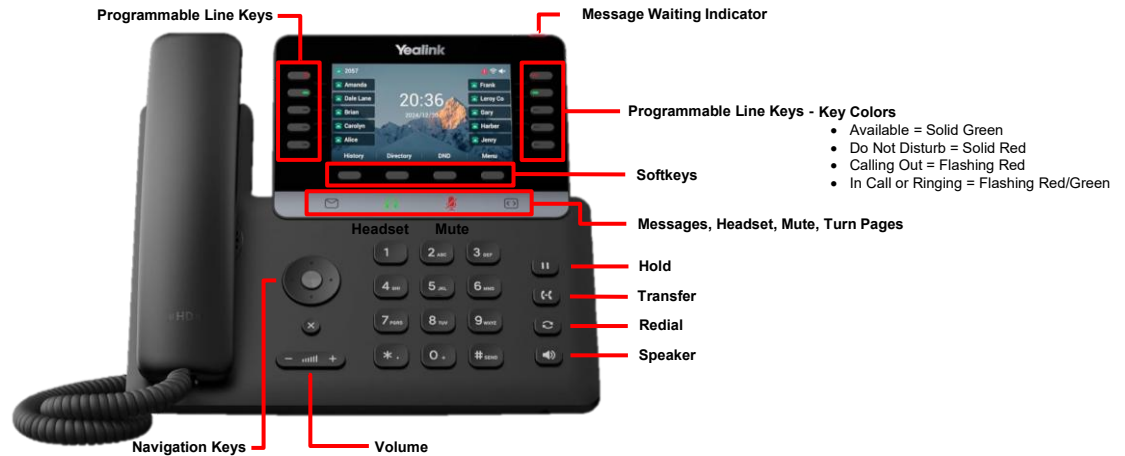 Programmable Line Keys
Message Waiting Indicator
Yealink
2057
Amanda
Dale Lane
Brian
Carolyn
Alice
20:36
Frank
Leroy Co
Gary
Harber
Jenry
History Directory DND Menu
Programmable Line Keys - Key Colors
• Available = Solid Green
• Do Not Disturb = Solid Red
• Calling Out = Flashing Red
• In Call or Ringing = Flashing Red/Green
Softkeys
Messages, Headset, Mute, Turn Pages
Headset Mute
1 2 ABC 3 DEF
4 GHI 5 JKL 6 MNO
7 PQRS 8 TUV 9 WXYZ
* . 0 + # SEND
HD
- +
Hold
Transfer
Redial
Speaker
Navigation Keys
Volume